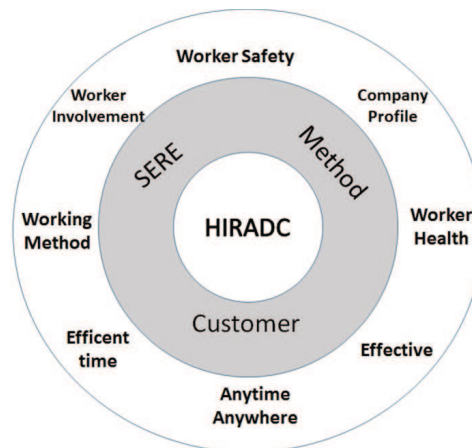 Worker Safety
Worker
Involvement
Company
Profile
SERE
Method
Working
Method
HIRADC
Worker
Health
Customer
Efficent
time
Effective
Anytime
Anywhere